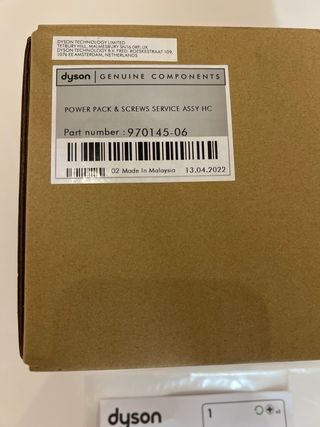 DYSON TECHNOLOGY LIMITED
TETBURY HILL, MALMESBURY SN16 0RP, UK
DYSON TECHNOLOGY B.V. FRED. ROESKESTRAAT 109,
1076 EE AMSTERDAM, NETHERLANDS
dyson GENUINE COMPONENTS
POWER PACK & SCREWS SERVICE ASSY HC
Part number : 970145-06
02 Made In Malaysia 13.04.2022
dyson 1 x2